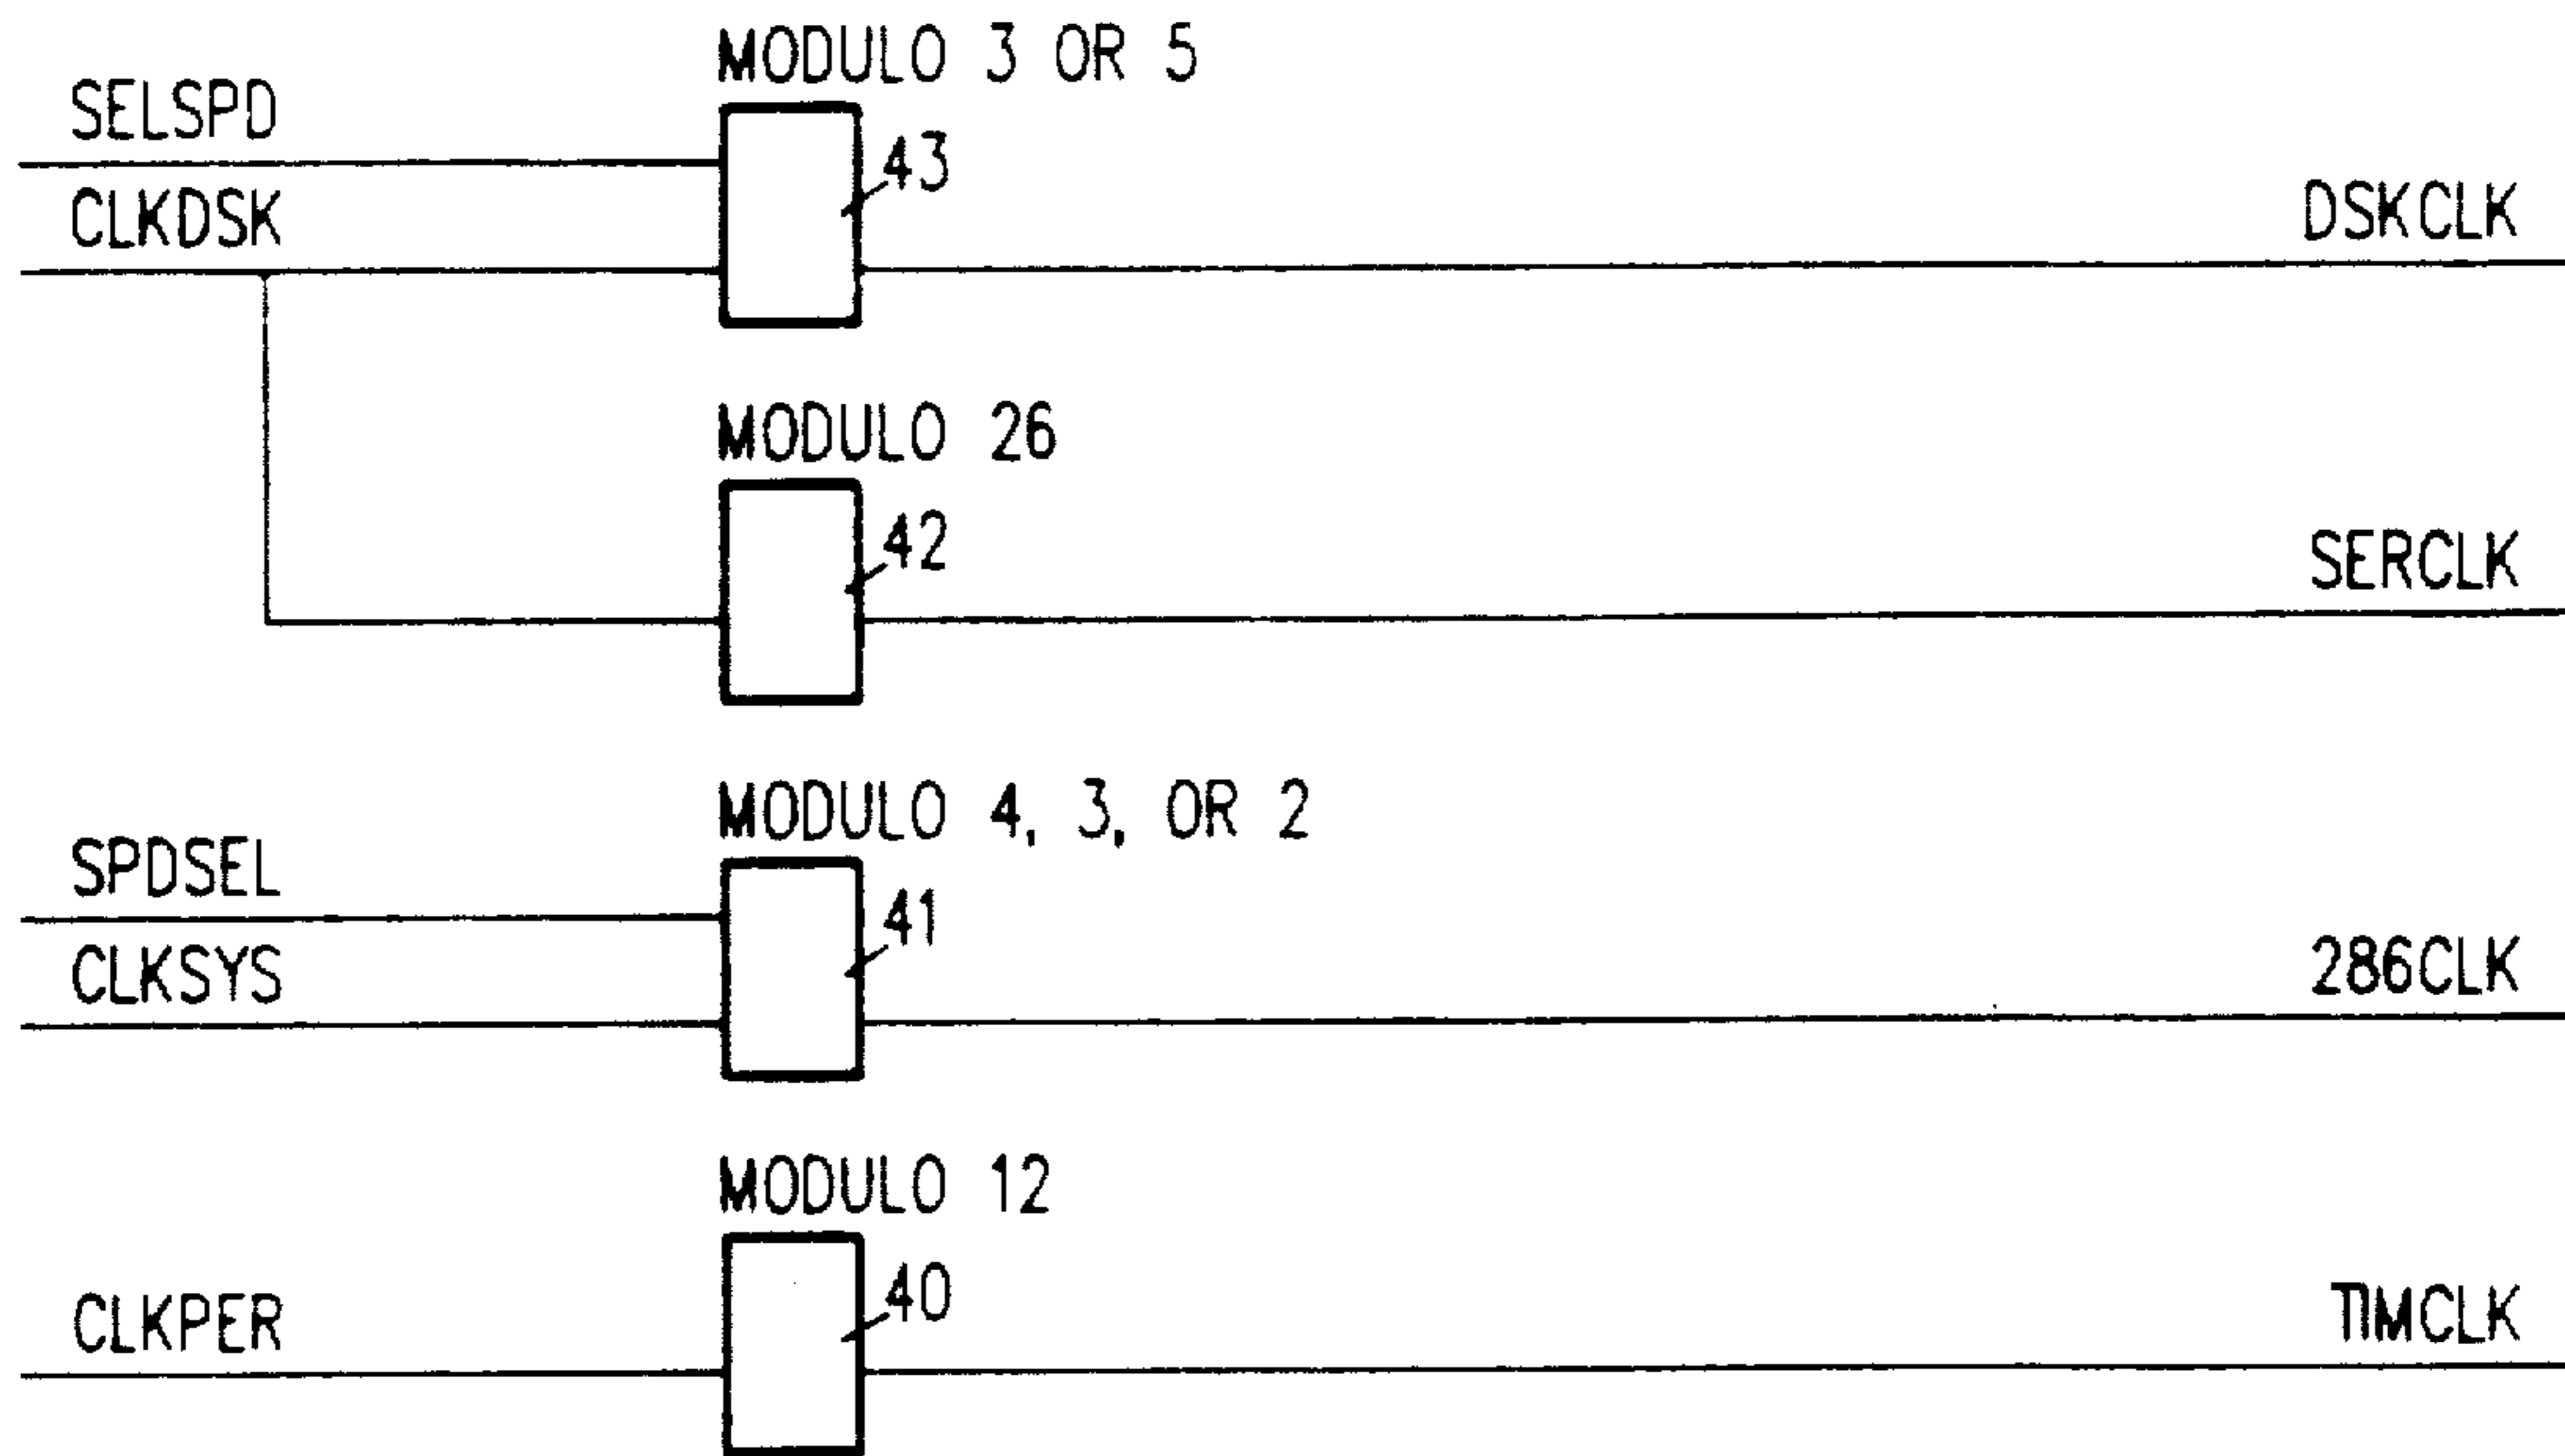 MODULO 3 OR 5
SELSPD
43
CLKDSK
DSKCLK
MODULO 26
42
SERCLK
MODULO 4, 3, OR 2
SPDSEL
41
CLKSYS
286CLK
MODULO 12
40
CLKPER
TIMCLK